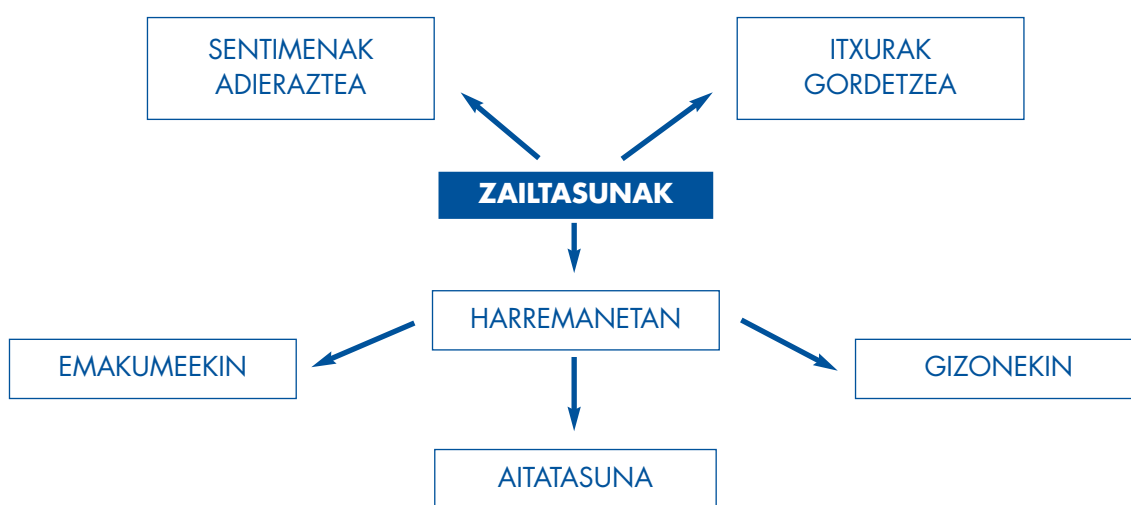 SENTIMENAK
ADIERAZTEA
ITXURAK
GORDETZEA
ZAILTASUNAK
HARREMANETAN
EMAKUMEEKIN
GIZONEKIN
AITATASUNA